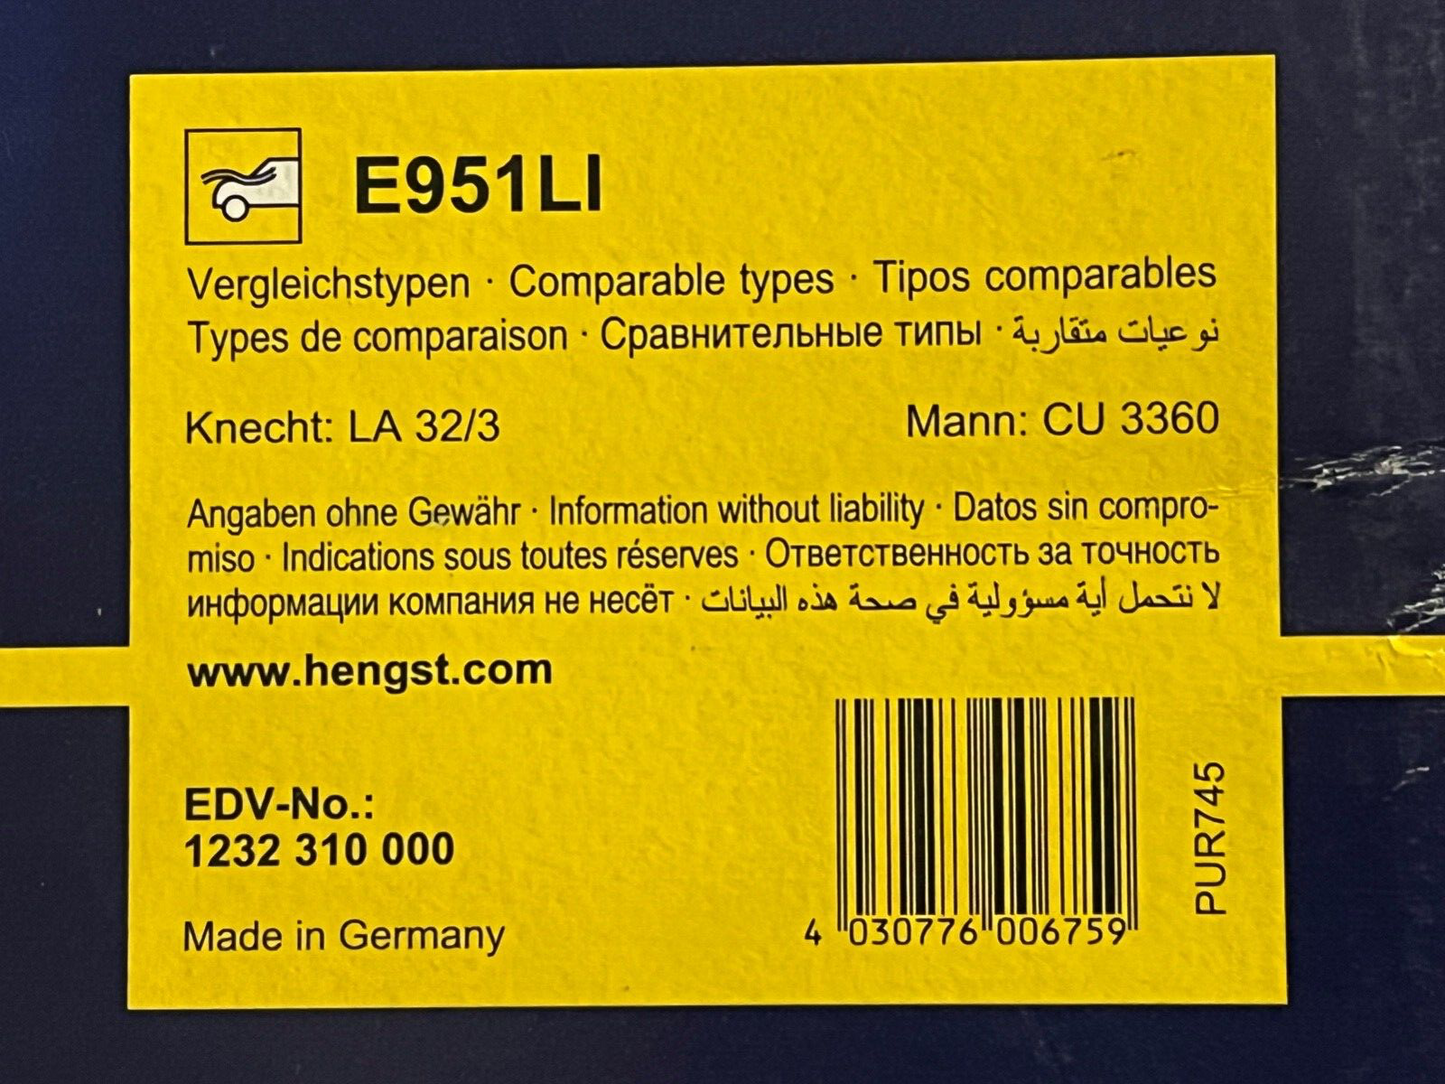 E951LI
Vergleichstypen · Comparable types · Tipos comparables
Types de comparaison · Сравнительные типы · نوعيات متقاربة
Knecht: LA 32/3
Mann: CU 3360
Angaben ohne Gewähr · Information without liability · Datos sin compro-
miso · Indications sous toutes réserves · Ответственность за точность
информации компания не несёт · لا نتحمل أية مسؤولية في صحة هذه البيانات
www.hengst.com
EDV-No.:
1232 310 000
Made in Germany
4 030776 006759
PUR745